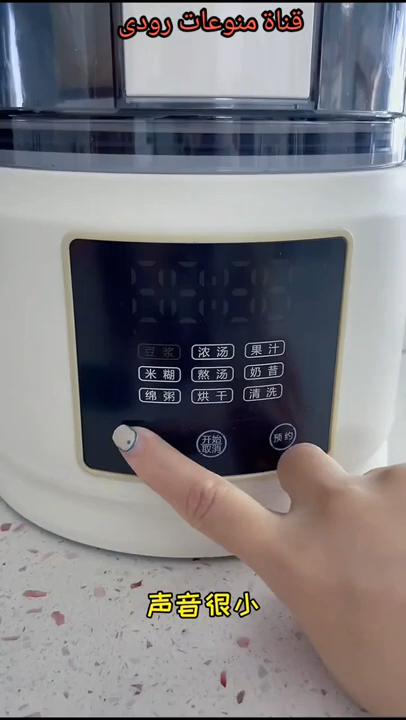 قناة منوعات رودى
豆浆 浓汤 果汁
米糊 熬汤 奶昔
绵粥 烘干 清洗
开始
取消
预约
声音很小